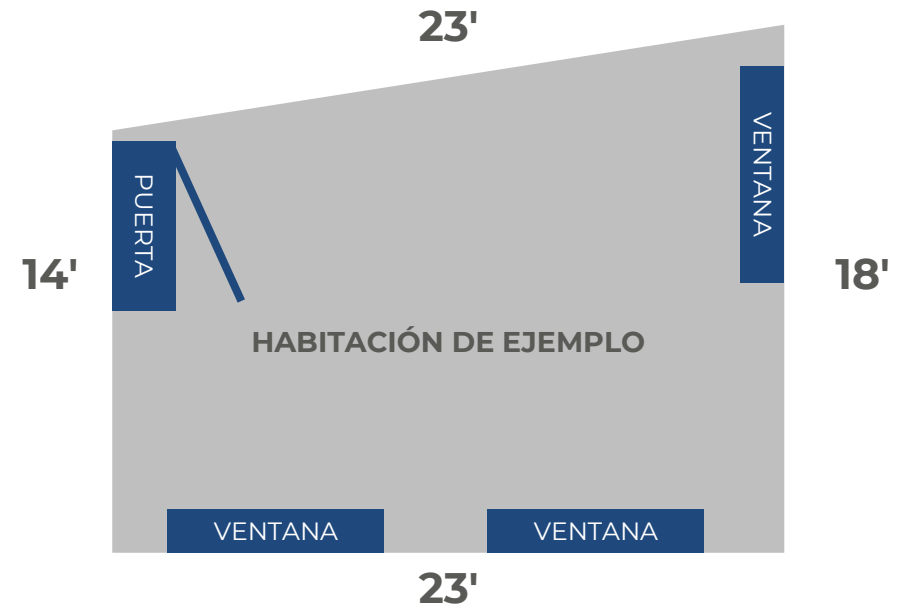 23'
VENTANA
PUERTA
14'
18'
HABITACIÓN DE EJEMPLO
VENTANA
VENTANA
23'